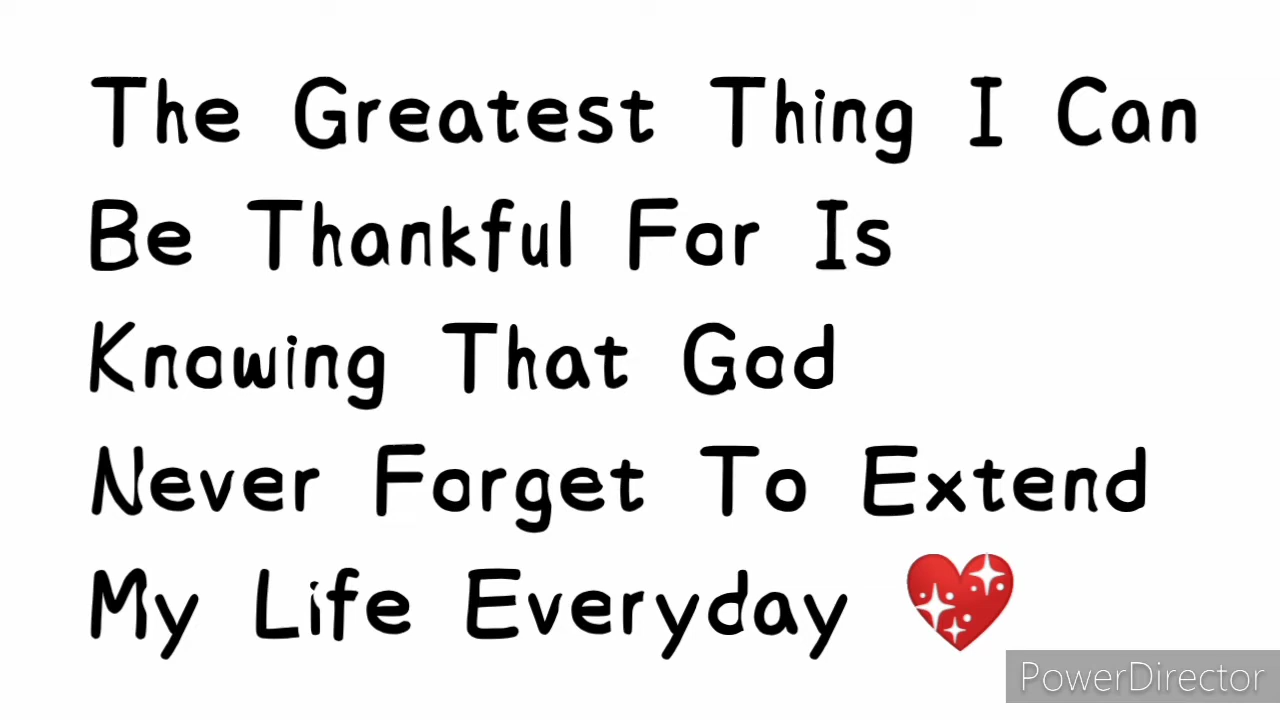 The Greatest Thing I Can
Be Thankful For Is
Knowing That God
Never Forget To Extend
My Life Everyday 💖
PowerDirector